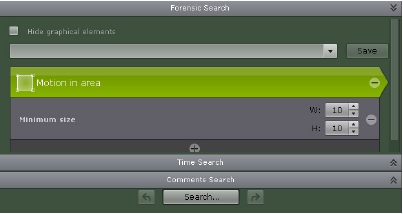 Forensic Search
Hide graphical elements
Save
Motion in area
Minimum size
W: 10
H: 10
Time Search
Comments Search
Search...